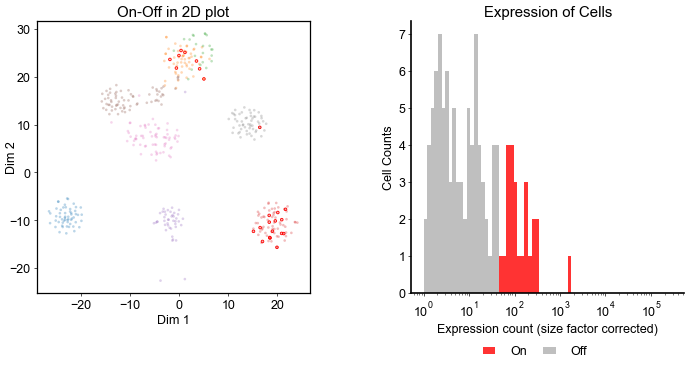 On-Off in 2D plot
30
20
10
0
−10
−20
−20 −10 0 10 20
Dim 2
Dim 1
Expression of Cells
7
6
5
4
3
2
1
0
10^0 10^1 10^2 10^3 10^4 10^5
Cell Counts
Expression count (size factor corrected)
On Off